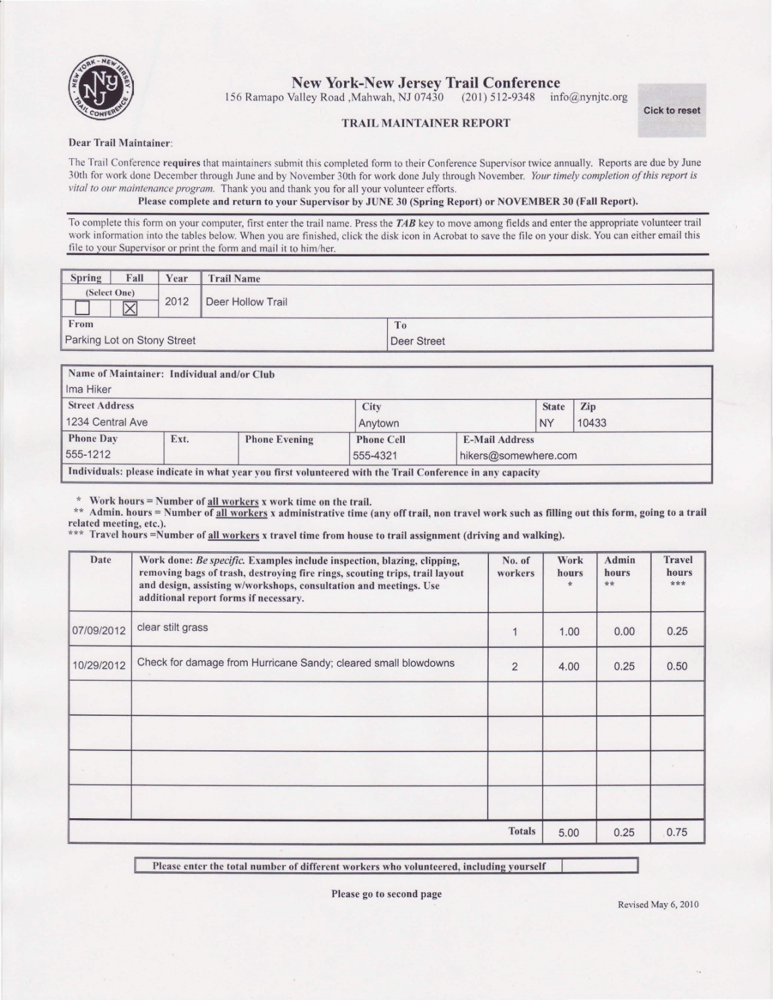 NEW YORK - NEW JERSEY
TRAIL CONFERENCE
NY
NJ
New York-New Jersey Trail Conference
156 Ramapo Valley Road ,Mahwah, NJ 07430 (201) 512-9348 info@nynjtc.org
Cick to reset
TRAIL MAINTAINER REPORT
Dear Trail Maintainer:
The Trail Conference requires that maintainers submit this completed form to their Conference Supervisor twice annually. Reports are due by June
30th for work done December through June and by November 30th for work done July through November. Your timely completion of this report is
vital to our maintenance program. Thank you and thank you for all your volunteer efforts.
Please complete and return to your Supervisor by JUNE 30 (Spring Report) or NOVEMBER 30 (Fall Report).
To complete this form on your computer, first enter the trail name. Press the TAB key to move among fields and enter the appropriate volunteer trail
work information into the tables below. When you are finished, click the disk icon in Acrobat to save the file on your disk. You can either email this
file to your Supervisor or print the form and mail it to him/her.
Spring Fall Year Trail Name
(Select One)
2012 Deer Hollow Trail
From To
Parking Lot on Stony Street Deer Street
Name of Maintainer: Individual and/or Club
Ima Hiker
Street Address City State Zip
1234 Central Ave Anytown NY 10433
Phone Day Ext. Phone Evening Phone Cell E-Mail Address
555-1212 555-4321 hikers@somewhere.com
Individuals: please indicate in what year you first volunteered with the Trail Conference in any capacity
* Work hours = Number of all workers x work time on the trail.
** Admin. hours = Number of all workers x administrative time (any off trail, non travel work such as filling out this form, going to a trail
related meeting, etc.).
*** Travel hours =Number of all workers x travel time from house to trail assignment (driving and walking).
Date Work done: Be specific. Examples include inspection, blazing, clipping, No. of Work Admin Travel
removing bags of trash, destroying fire rings, scouting trips, trail layout workers hours hours hours
and design, assisting w/workshops, consultation and meetings. Use * ** ***
additional report forms if necessary.
07/09/2012 clear stilt grass 1 1.00 0.00 0.25
10/29/2012 Check for damage from Hurricane Sandy; cleared small blowdowns 2 4.00 0.25 0.50
Totals 5.00 0.25 0.75
Please enter the total number of different workers who volunteered, including yourself
Please go to second page
Revised May 6, 2010